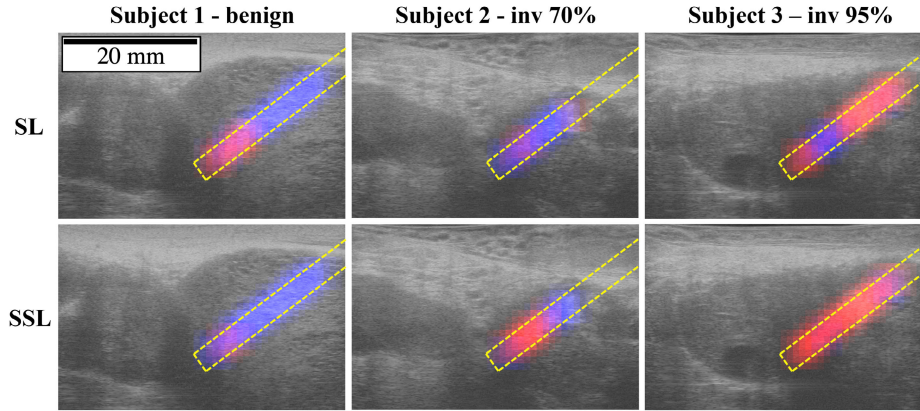 Subject 1 - benign
Subject 2 - inv 70%
Subject 3 – inv 95%
20 mm
SL
SSL